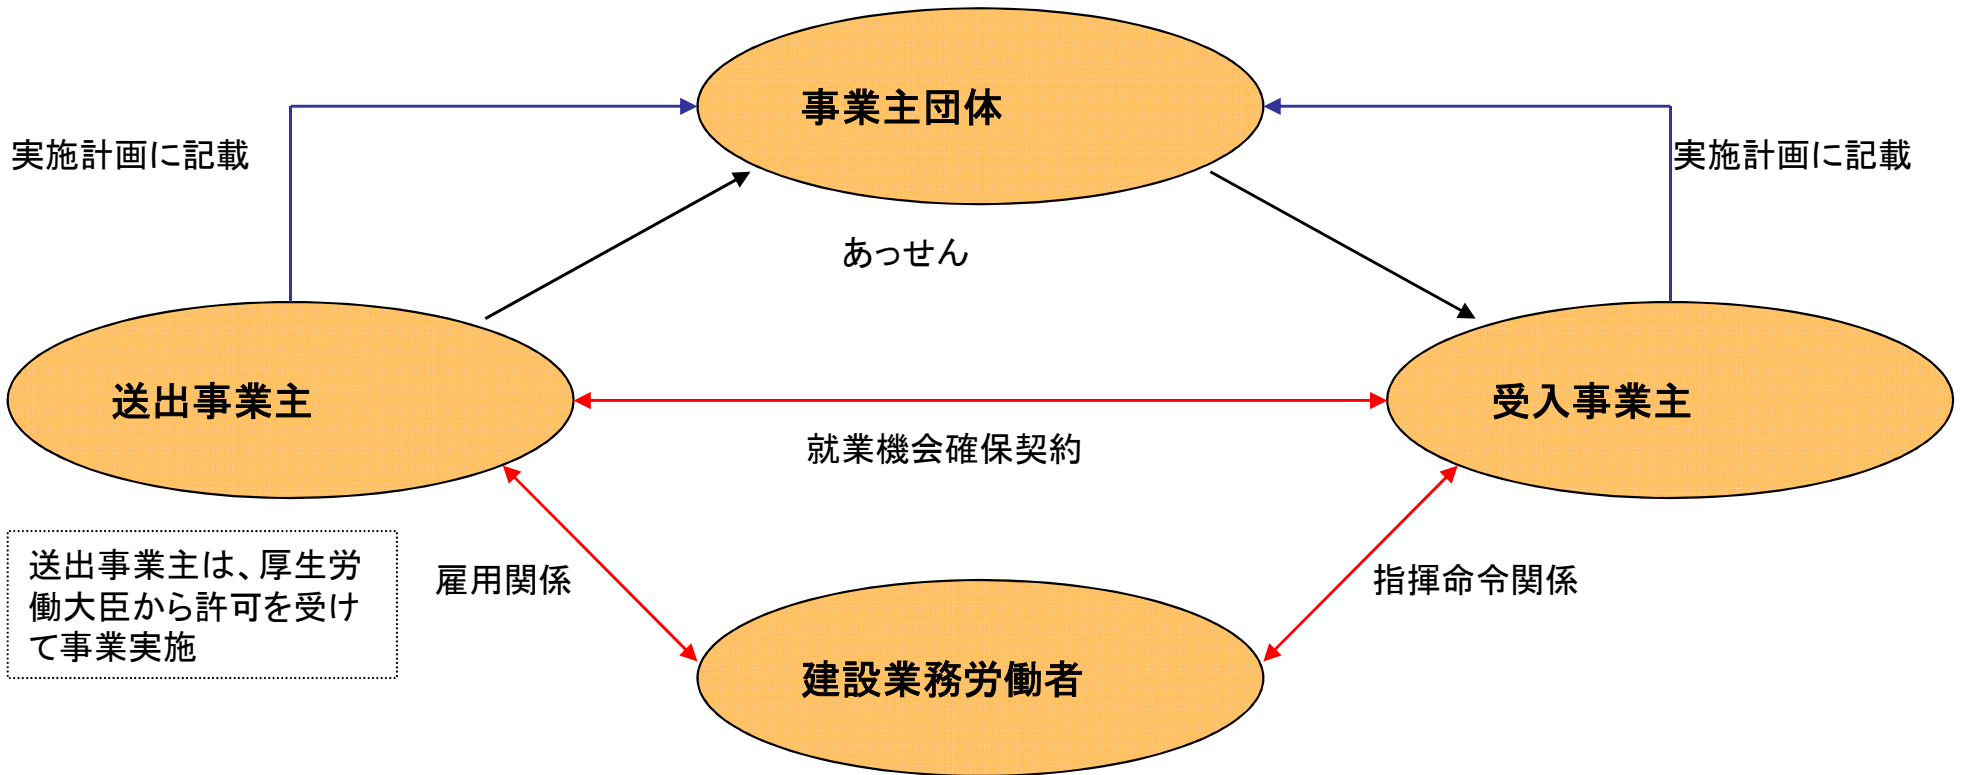 事業主団体
実施計画に記載
実施計画に記載
あっせん
送出事業主
受入事業主
就業機会確保契約
送出事業主は、厚生労
働大臣から許可を受け
て事業実施
雇用関係
指揮命令関係
建設業務労働者